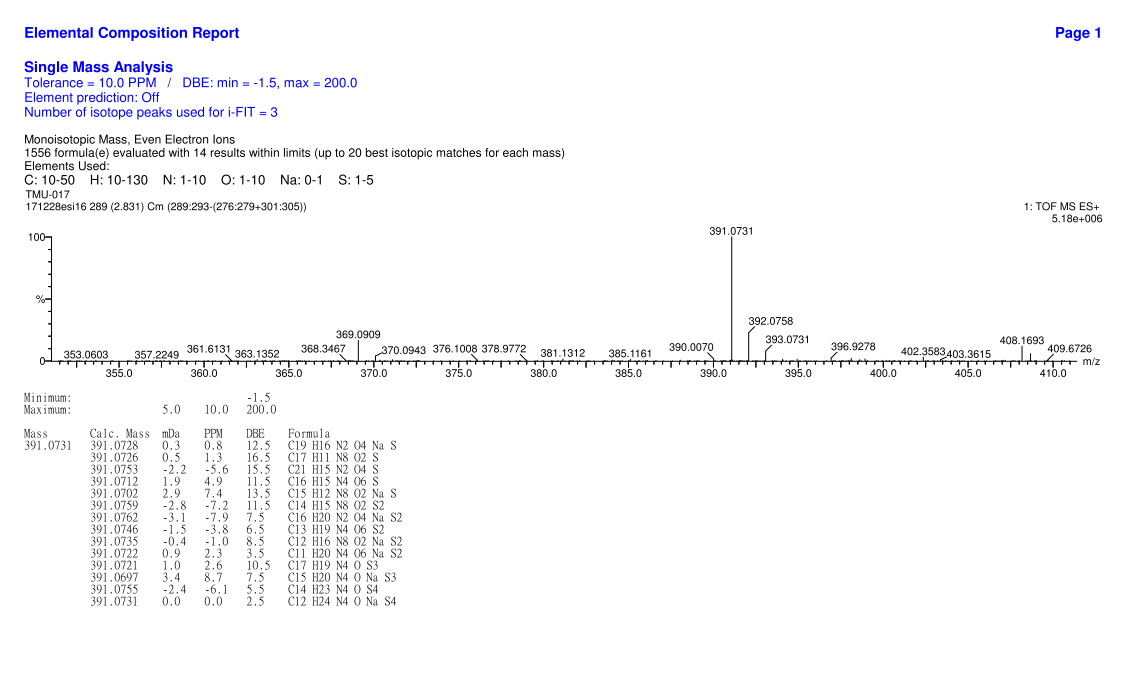 Elemental Composition Report Page 1
Single Mass Analysis
Tolerance = 10.0 PPM / DBE: min = -1.5, max = 200.0
Element prediction: Off
Number of isotope peaks used for i-FIT = 3
Monoisotopic Mass, Even Electron Ions
1556 formula(e) evaluated with 14 results within limits (up to 20 best isotopic matches for each mass)
Elements Used:
C: 10-50 H: 10-130 N: 1-10 O: 1-10 Na: 0-1 S: 1-5
TMU-017
171228esi16 289 (2.831) Cm (289:293-(276:279+301:305)) 1: TOF MS ES+
5.18e+006
100
%
0
391.0731
392.0758
369.0909
393.0731
408.1693
353.0603 357.2249 361.6131 363.1352 368.3467 370.0943 376.1008 378.9772 381.1312 385.1161 390.0070 396.9278 402.3583 403.3615 409.6726
m/z
355.0 360.0 365.0 370.0 375.0 380.0 385.0 390.0 395.0 400.0 405.0 410.0
Minimum: -1.5
Maximum: 5.0 10.0 200.0
Mass Calc. Mass mDa PPM DBE Formula
391.0731 391.0728 0.3 0.8 12.5 C19 H16 N2 O4 Na S
391.0726 0.5 1.3 16.5 C17 H11 N8 O2 S
391.0753 -2.2 -5.6 15.5 C21 H15 N2 O4 S
391.0712 1.9 4.9 11.5 C16 H15 N4 O6 S
391.0702 2.9 7.4 13.5 C15 H12 N8 O2 Na S
391.0759 -2.8 -7.2 11.5 C14 H15 N8 O2 S2
391.0762 -3.1 -7.9 7.5 C16 H20 N2 O4 Na S2
391.0746 -1.5 -3.8 6.5 C13 H19 N4 O6 S2
391.0735 -0.4 -1.0 8.5 C12 H16 N8 O2 Na S2
391.0722 0.9 2.3 3.5 C11 H20 N4 O6 Na S2
391.0721 1.0 2.6 10.5 C17 H19 N4 O S3
391.0697 3.4 8.7 7.5 C15 H20 N4 O Na S3
391.0755 -2.4 -6.1 5.5 C14 H23 N4 O S4
391.0731 0.0 0.0 2.5 C12 H24 N4 O Na S4